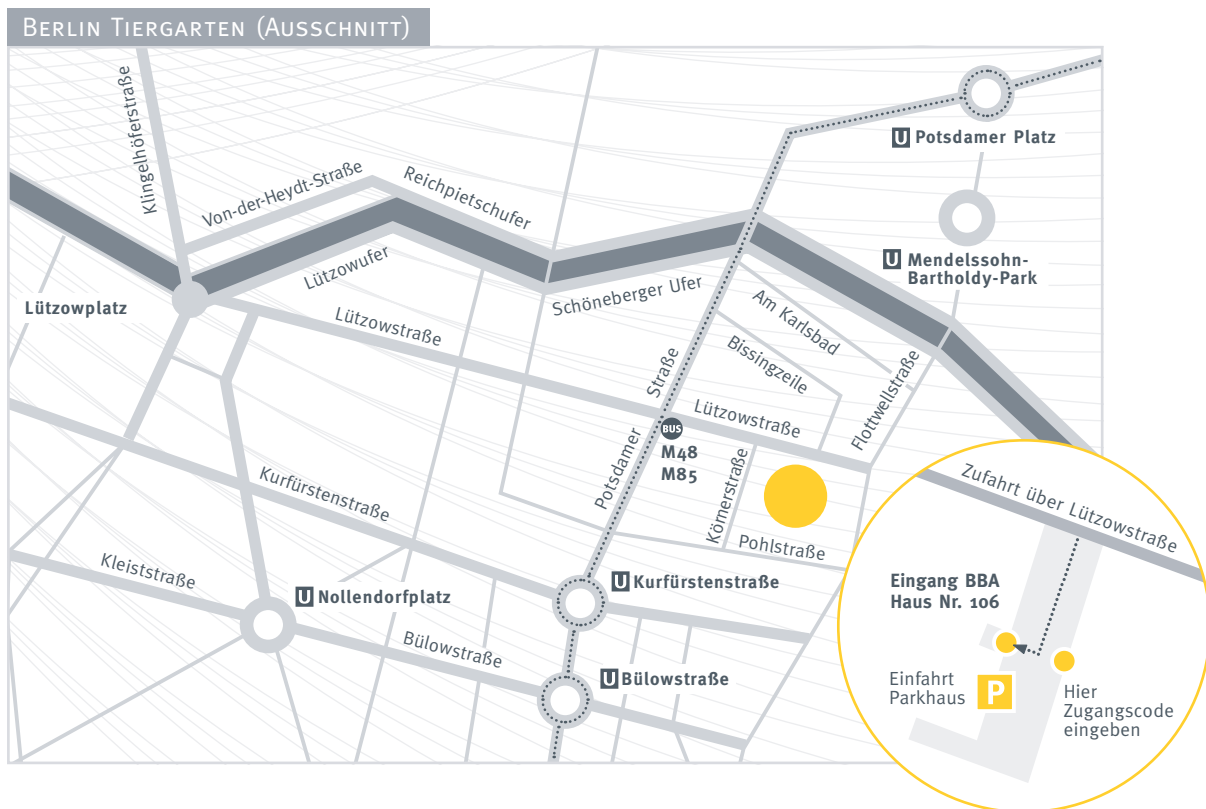 BERLIN TIERGARTEN (AUSSCHNITT)
Klingelhöferstraße
Von-der-Heydt-Straße
Reichpietschufer
U Potsdamer Platz
U Mendelssohn-
Bartholdy-Park
Lützowplatz
Lützowufer
Schöneberger Ufer
Am Karlsbad
Bissingzeile
Lützowstraße
Potsdamer Straße
Lützowstraße
Flottwellstraße
BUS
M48
M85
Körnerstraße
Pohlstraße
Kurfürstenstraße
Kleiststraße
U Nollendorfplatz
U Kurfürstenstraße
Bülowstraße
U Bülowstraße
Zufahrt über Lützowstraße
Eingang BBA
Haus Nr. 106
Einfahrt
Parkhaus
P
Hier
Zugangscode
eingeben